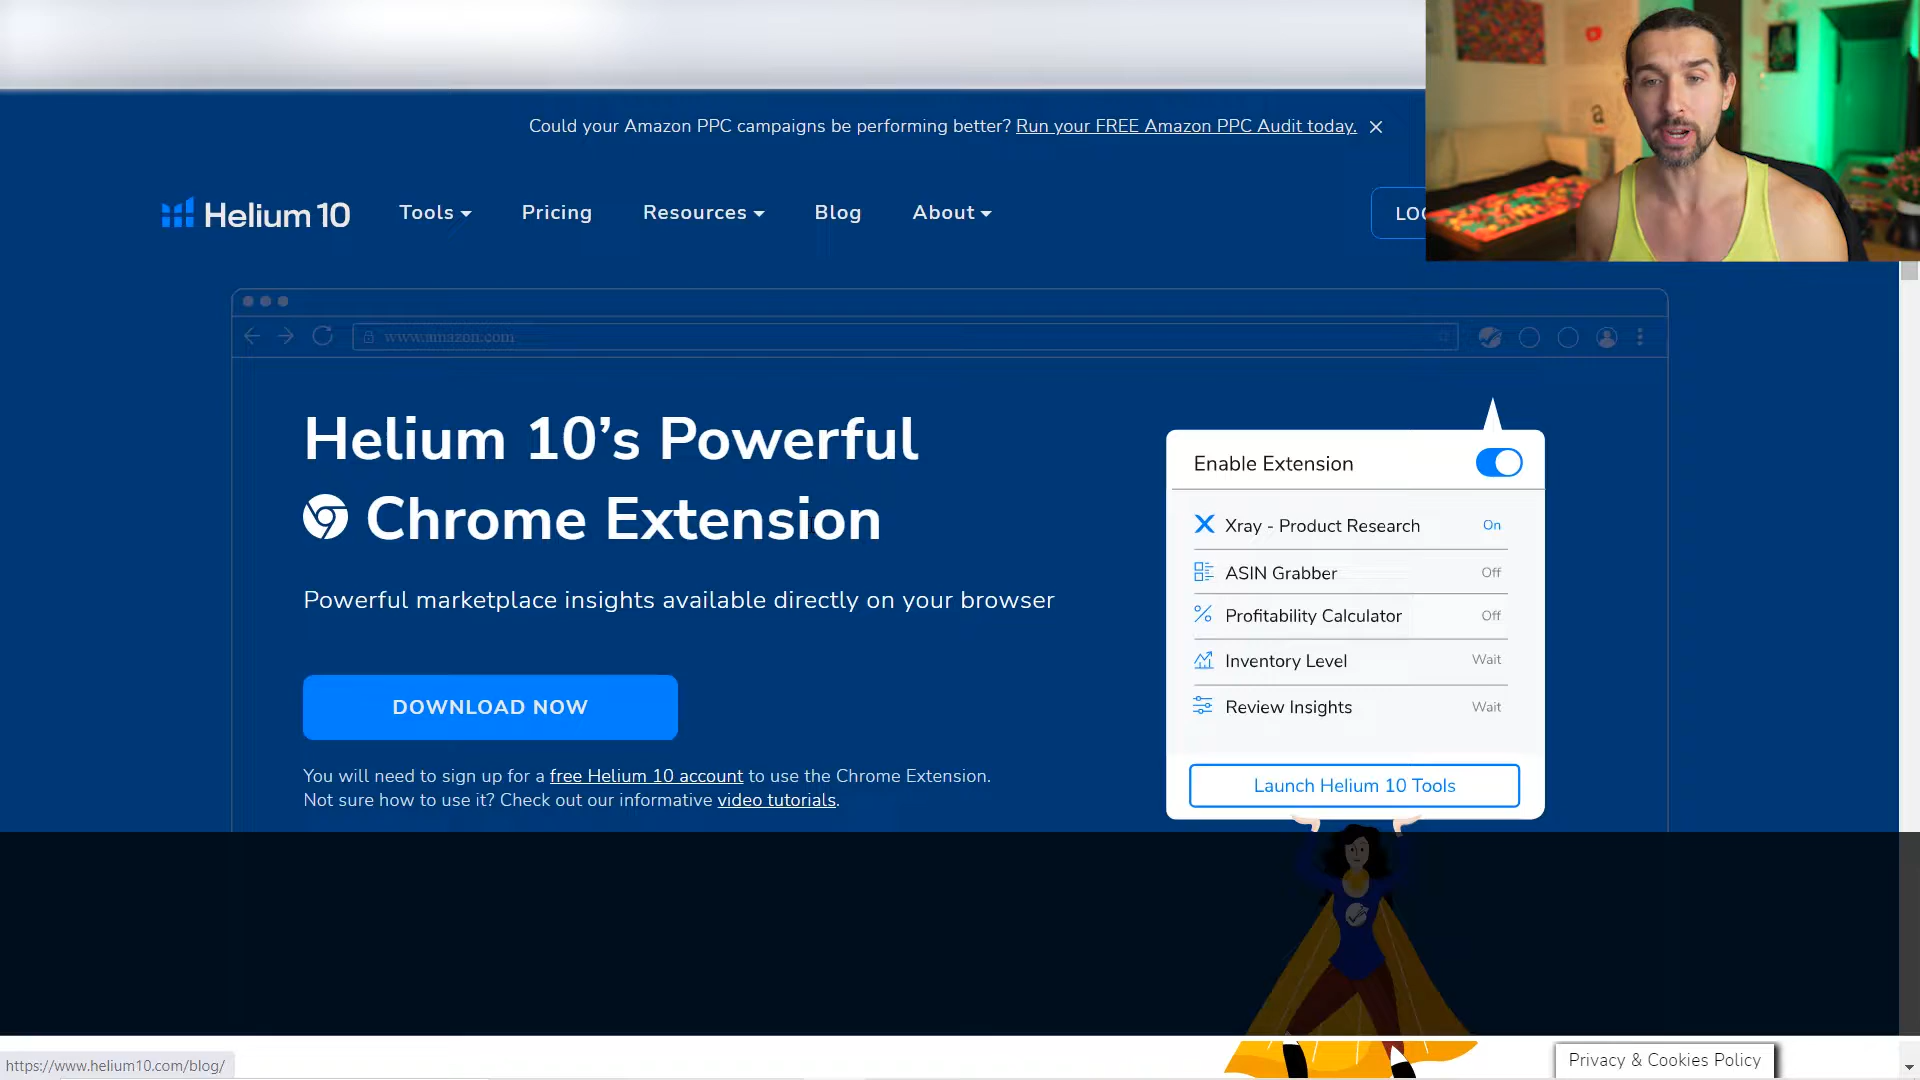 Could your Amazon PPC campaigns be performing better? Run your FREE Amazon PPC Audit today. ×
Helium 10 Tools Pricing Resources Blog About
www.amazon.com
Helium 10's Powerful
Chrome Extension
Powerful marketplace insights available directly on your browser
DOWNLOAD NOW
You will need to sign up for a free Helium 10 account to use the Chrome Extension.
Not sure how to use it? Check out our informative video tutorials.
Enable Extension
Xray - Product Research On
ASIN Grabber Off
Profitability Calculator Off
Inventory Level Wait
Review Insights Wait
Launch Helium 10 Tools
https://www.helium10.com/blog/
Privacy & Cookies Policy